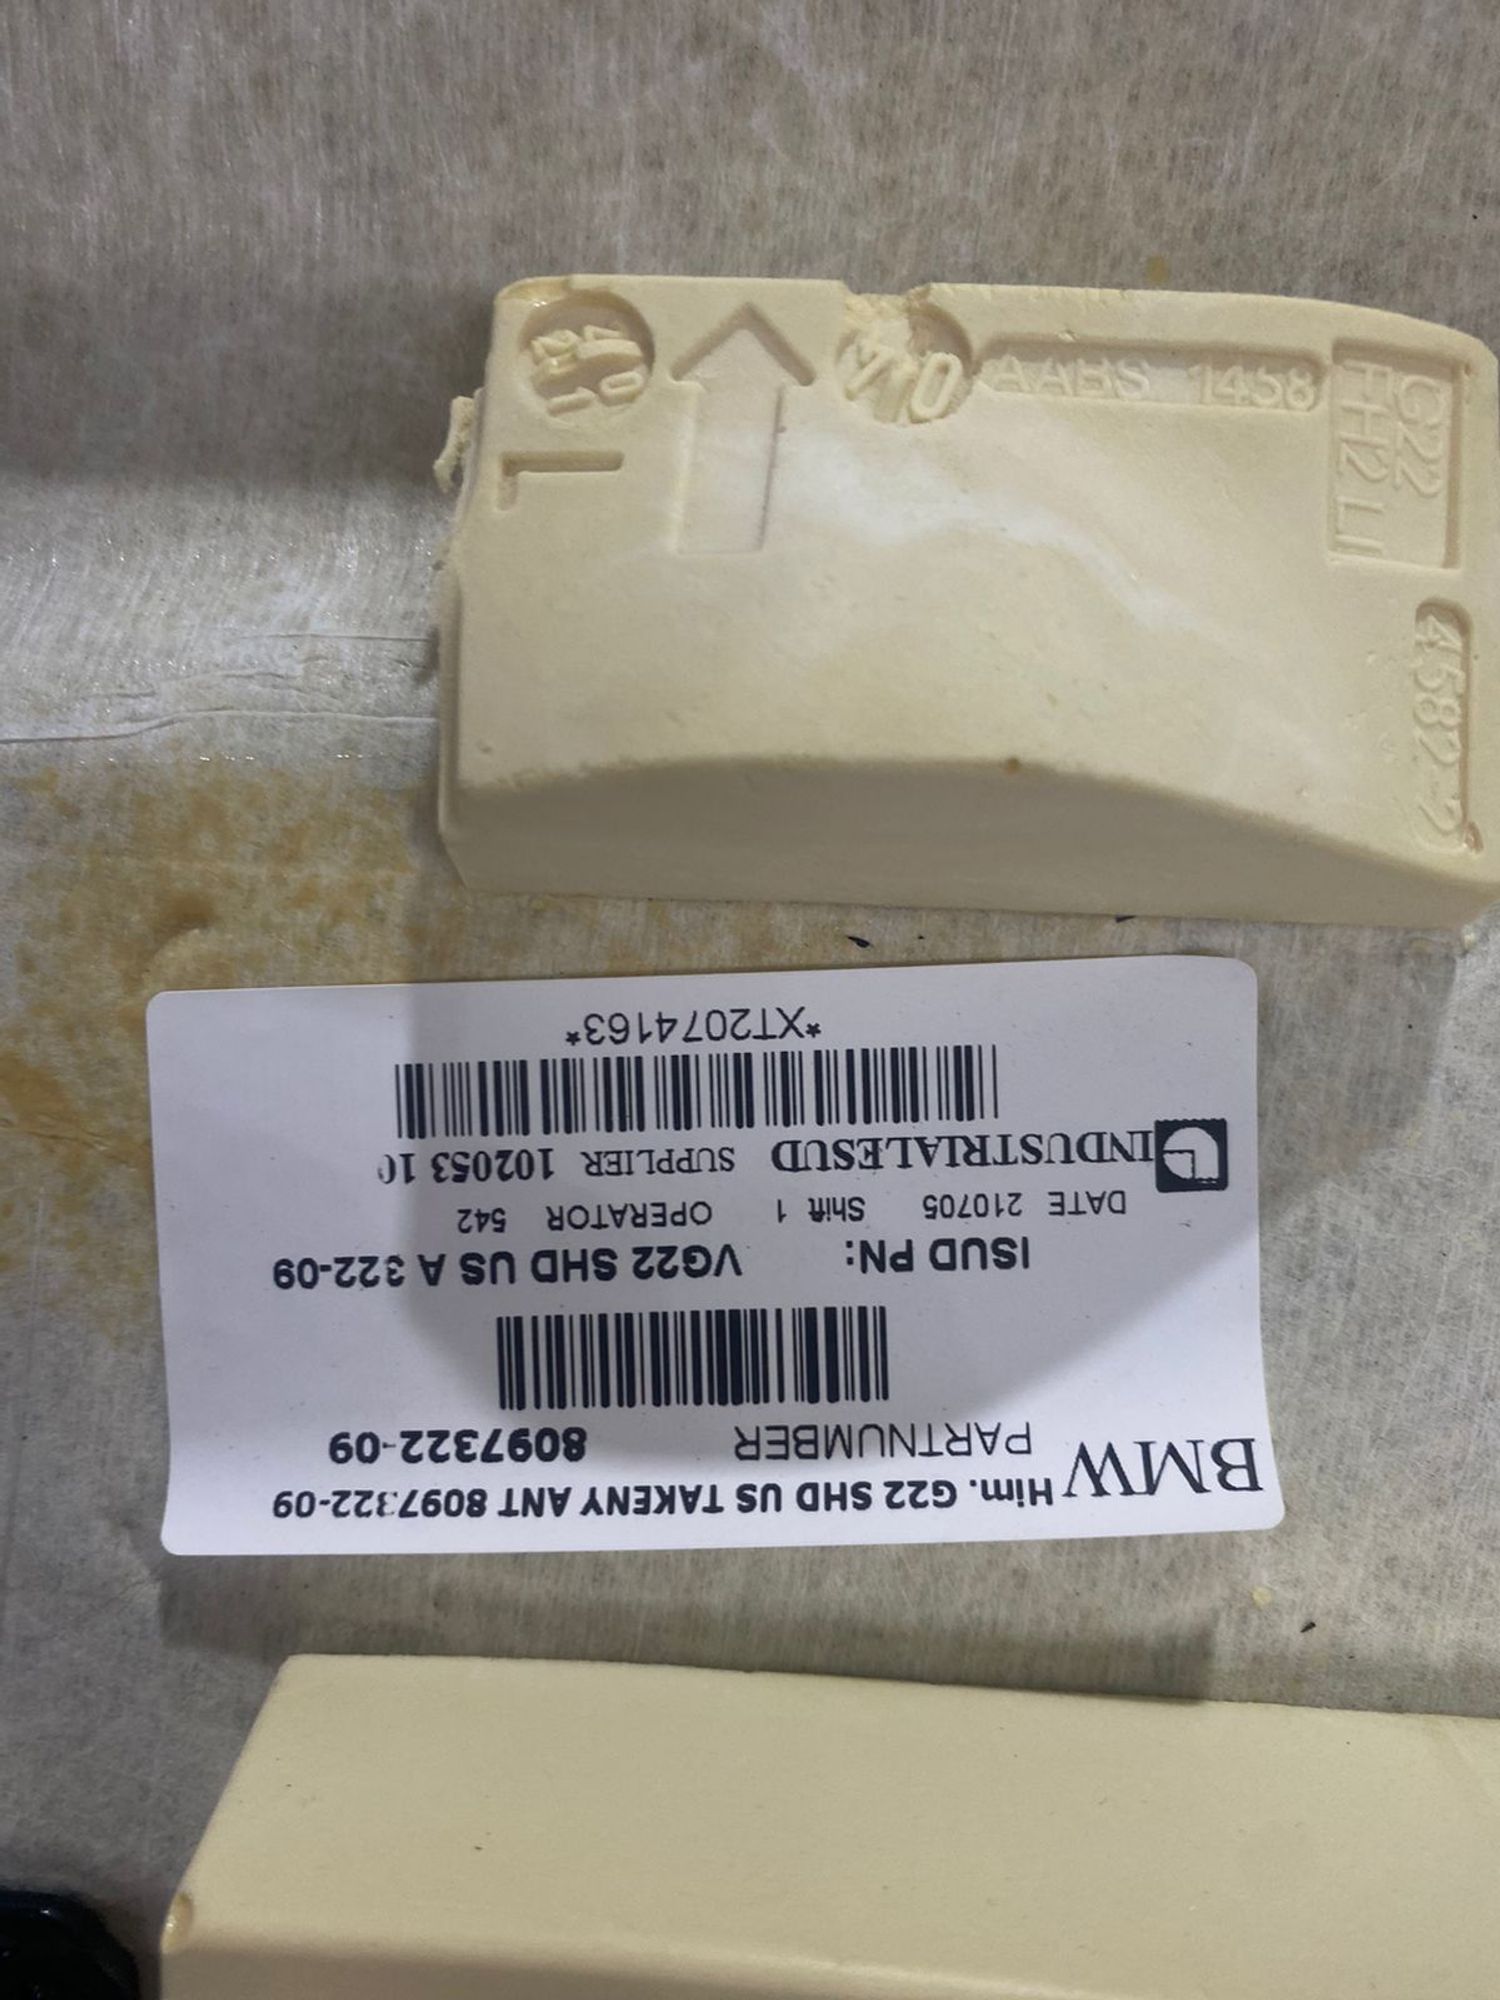 AABS 1458
G22
FH2 LI
4582-2
L
Him. G22 SHD US TAKENY ANT 8097322-09
BMW PARTNUMBER 8097322-09
ISUD PN: VG22 SHD US A 322-09
DATE 210705 Shift 1 OPERATOR 542
INDUSTRIALESUD SUPPLIER 102053 10
*XT2074163*